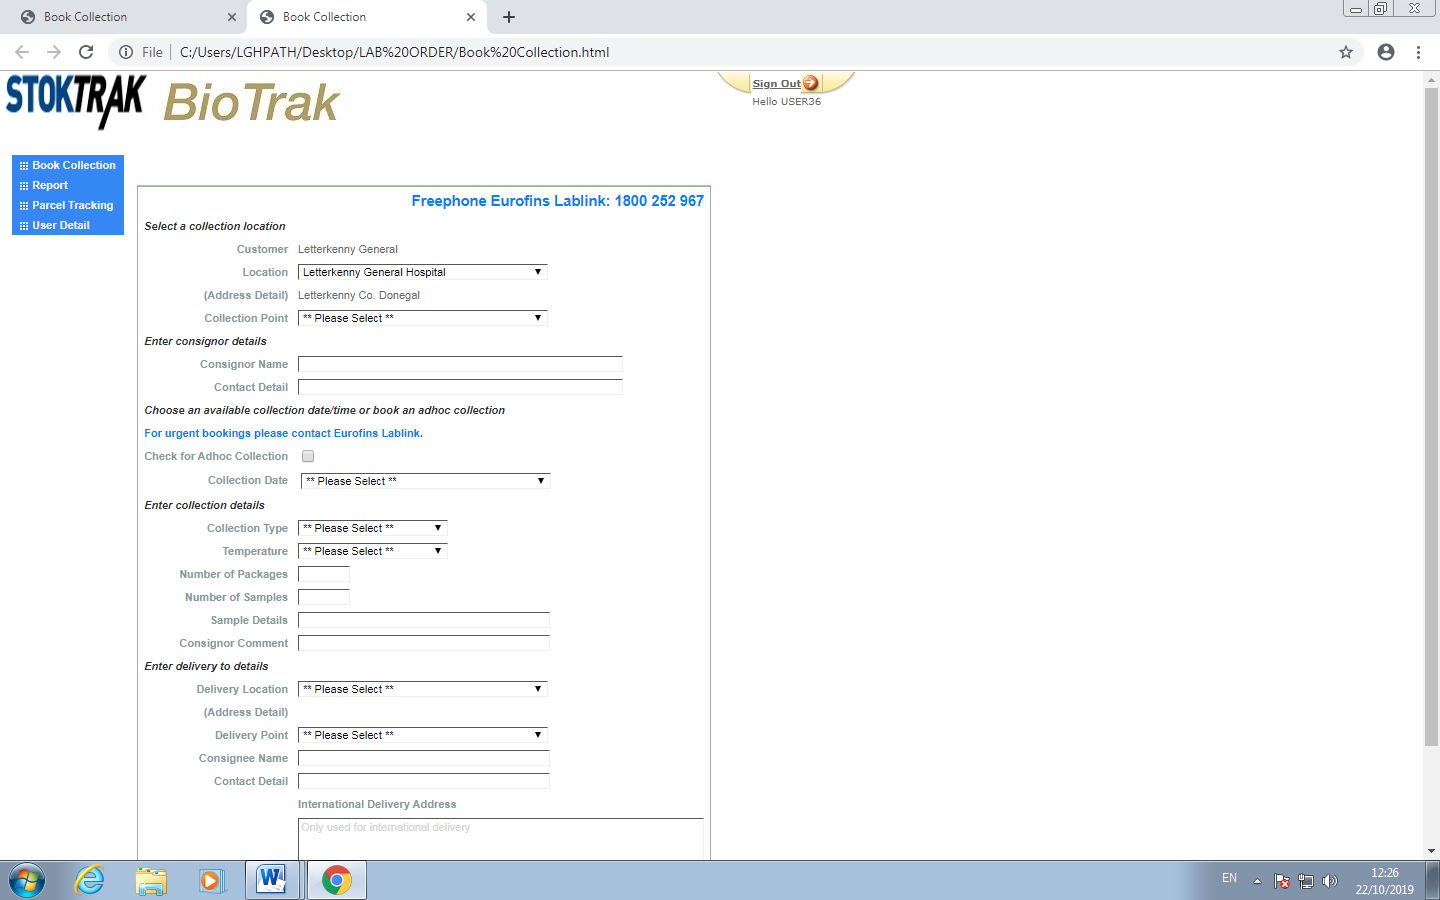 Book Collection
Book Collection
File
C:/Users/LGHPATH/Desktop/LAB%20ORDER/Book%20Collection.html
STOKTRAK
BioTrak
Sign Out
Hello USER36
Book Collection
Report
Parcel Tracking
User Detail
Freephone Eurofins Lablink: 1800 252 967
Select a collection location
Customer Letterkenny General
Location Letterkenny General Hospital
(Address Detail) Letterkenny Co. Donegal
Collection Point ** Please Select **
Enter consignor details
Consignor Name
Contact Detail
Choose an available collection date/time or book an adhoc collection
For urgent bookings please contact Eurofins Lablink.
Check for Adhoc Collection
Collection Date ** Please Select **
Enter collection details
Collection Type ** Please Select **
Temperature ** Please Select **
Number of Packages
Number of Samples
Sample Details
Consignor Comment
Enter delivery to details
Delivery Location ** Please Select **
(Address Detail)
Delivery Point ** Please Select **
Consignee Name
Contact Detail
International Delivery Address
Only used for international delivery
EN
12:26
22/10/2019